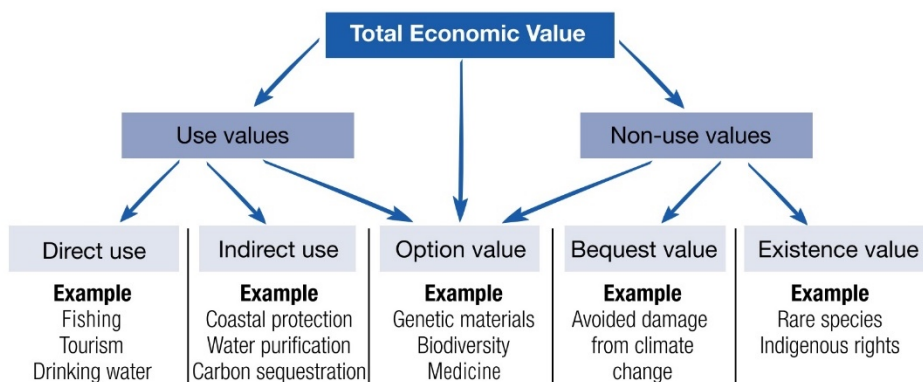 Total Economic Value
Use values
Non-use values
Direct use
Example
Fishing
Tourism
Drinking water
Indirect use
Example
Coastal protection
Water purification
Carbon sequestration
Option value
Example
Genetic materials
Biodiversity
Medicine
Bequest value
Example
Avoided damage
from climate
change
Existence value
Example
Rare species
Indigenous rights